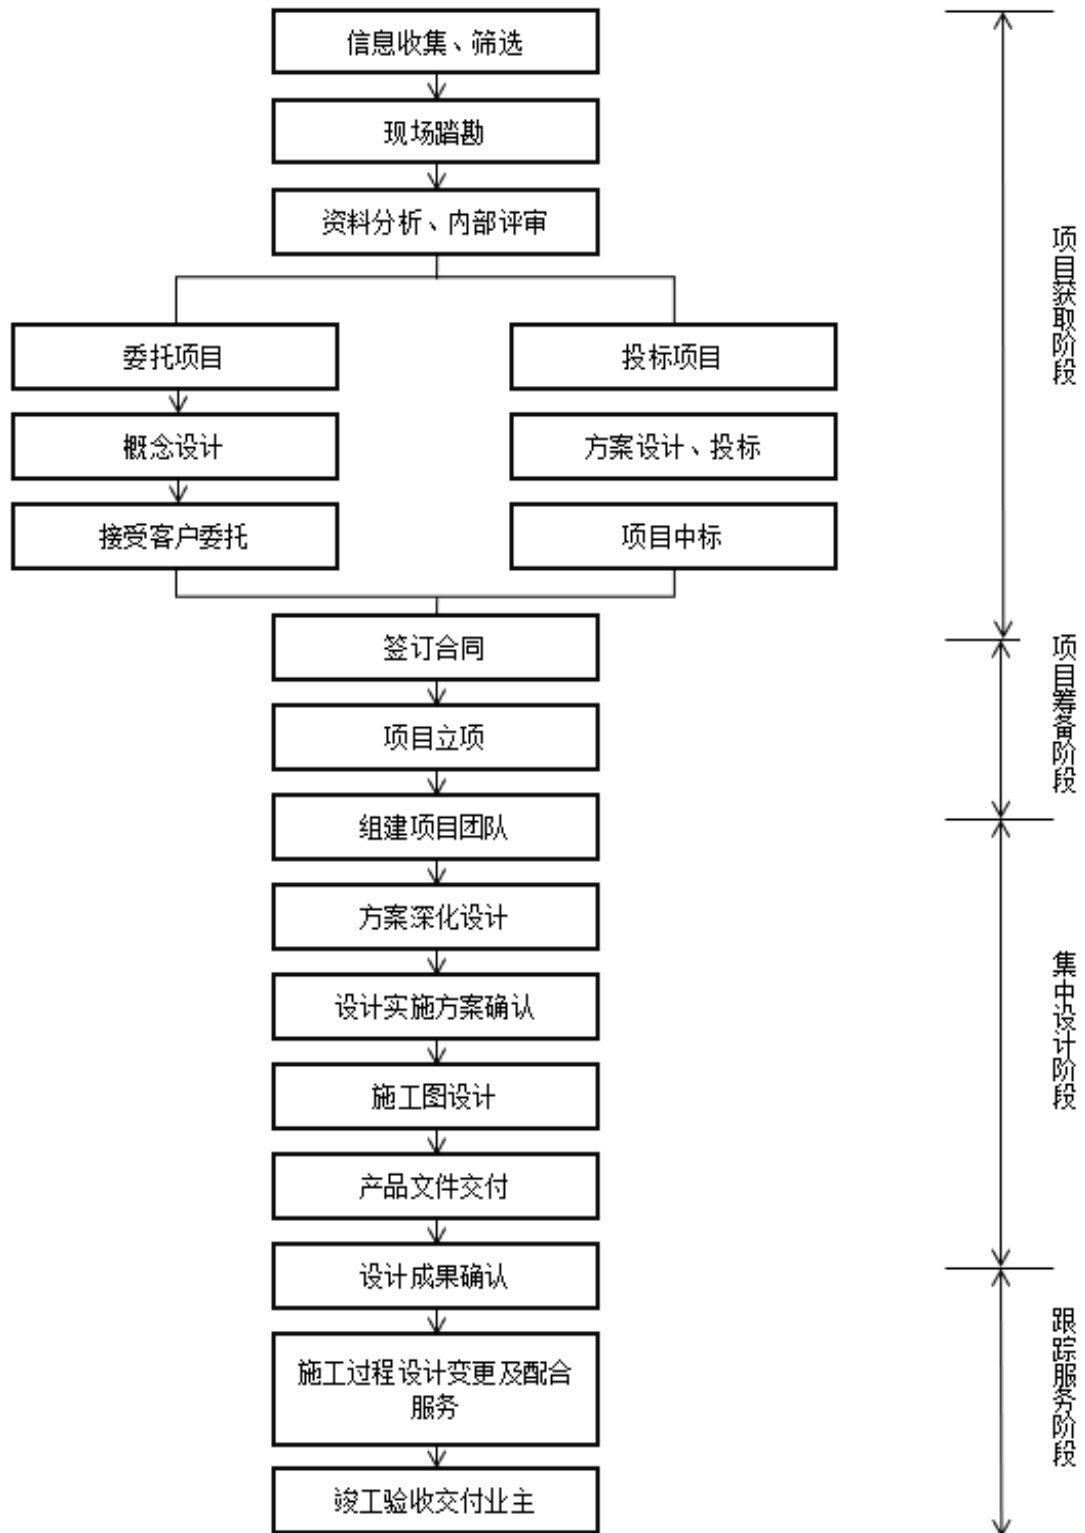 信息收集、筛选
现场踏勘
资料分析、内部评审
委托项目
投标项目
概念设计
方案设计、投标
接受客户委托
项目中标
签订合同
项目立项
组建项目团队
方案深化设计
设计实施方案确认
施工图设计
产品文件交付
设计成果确认
施工过程设计变更及配合
服务
竣工验收交付业主
项目获取阶段
项目筹备阶段
集中设计阶段
跟踪服务阶段